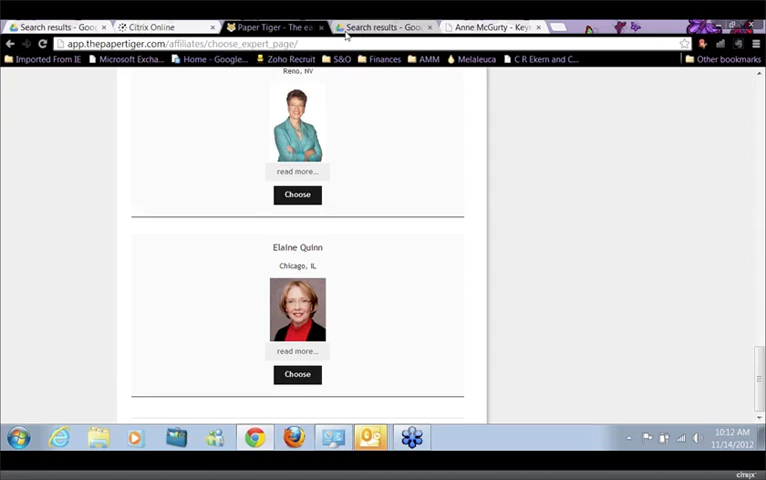 Search results - Goo
Citrix Online
Paper Tiger - The ea
Search results - Goo
Anne McGurty - Key
app.thepapertiger.com/affiliates/choose_expert_page/
Imported From IE
Microsoft Excha...
Home - Google...
Zoho Recruit
S&O
Finances
AMM
Melaleuca
C R Ekern and C...
Other bookmarks
Reno, NV
read more...
Choose
Elaine Quinn
Chicago, IL
read more...
Choose
10:12 AM
11/14/2012
citrix